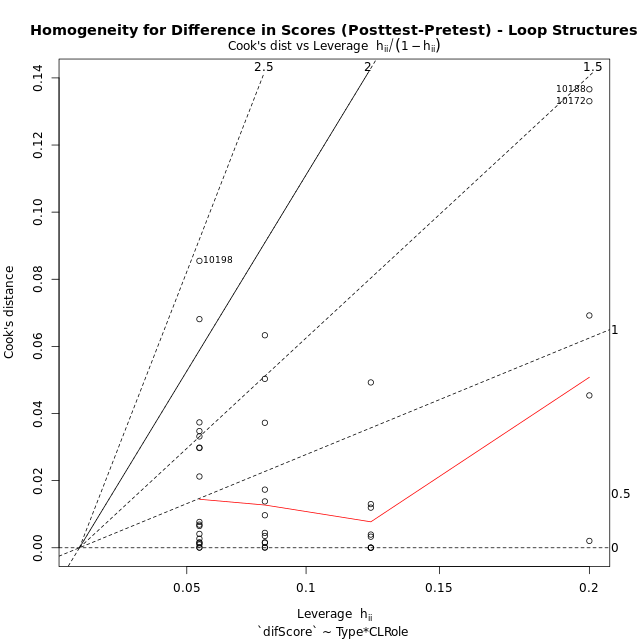 Homogeneity for Difference in Scores (Posttest-Pretest) - Loop Structures
Cook's dist vs Leverage hᵢᵢ/(1 − hᵢᵢ)
2.5 2 1.5
0.14
10188
10172
0.12
0.10
0.08
10198
0.06
1
0.04
0.02
0.5
0.00
0
Cook's distance
0.05 0.1 0.15 0.2
Leverage hᵢᵢ
`difScore` ~ Type*CLRole